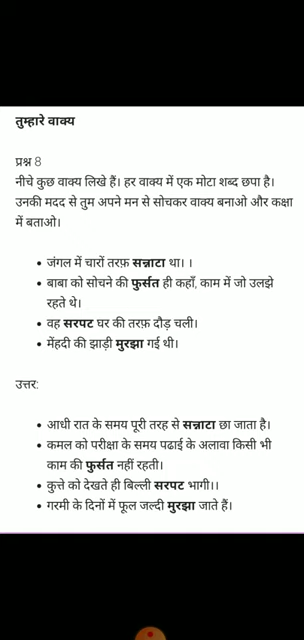 तुम्हारे वाक्य
प्रश्न 8
नीचे कुछ वाक्य लिखे हैं। हर वाक्य में एक मोटा शब्द छपा है।
उनकी मदद से तुम अपने मन से सोचकर वाक्य बनाओ और कक्षा
में बताओ।
• जंगल में चारों तरफ़ सन्नाटा था। ।
• बाबा को सोचने की फुर्सत ही कहाँ, काम में जो उलझे
रहते थे।
• वह सरपट घर की तरफ़ दौड़ चली।
• मेंहदी की झाड़ी मुरझा गई थी।
उत्तर:
• आधी रात के समय पूरी तरह से सन्नाटा छा जाता है।
• कमल को परीक्षा के समय पढाई के अलावा किसी भी
काम की फुर्सत नहीं रहती।
• कुत्ते को देखते ही बिल्ली सरपट भागी।।
• गरमी के दिनों में फूल जल्दी मुरझा जाते हैं।